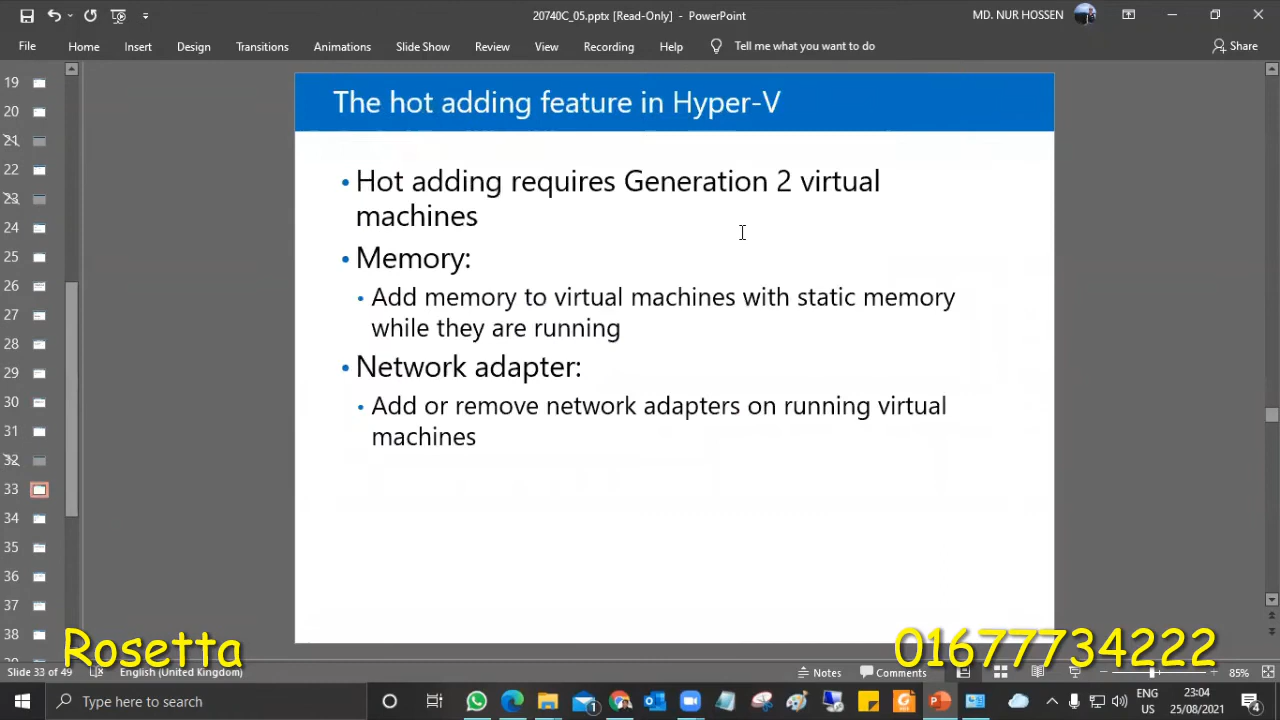 20740C_05.pptx [Read-Only] - PowerPoint
MD. NUR HOSSEN
File Home Insert Design Transitions Animations Slide Show Review View Recording Help Tell me what you want to do Share
19
20
21
22
23
24
25
26
27
28
29
30
31
32
33
34
35
36
37
38
The hot adding feature in Hyper-V
• Hot adding requires Generation 2 virtual
machines
• Memory:
• Add memory to virtual machines with static memory
while they are running
• Network adapter:
• Add or remove network adapters on running virtual
machines
Rosetta
01677734222
Slide 33 of 49 English (United Kingdom) Notes Comments 85%
Type here to search
ENG
US
23:04
25/08/2021
1
4